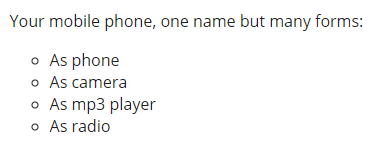 Your mobile phone, one name but many forms:
As phone
As camera
As mp3 player
As radio